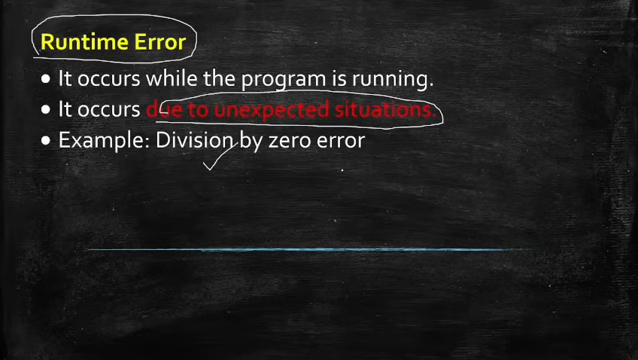 Runtime Error
• It occurs while the program is running.
• It occurs due to unexpected situations.
• Example: Division by zero error